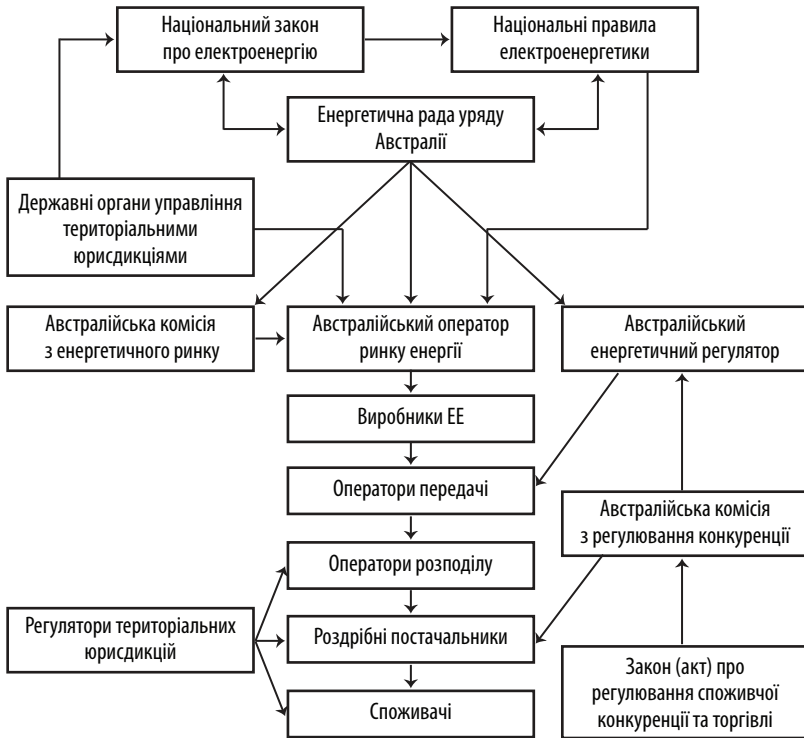 Національний закон
про електроенергію
Національні правила
електроенергетики
Енергетична рада уряду
Австралії
Державні органи управління
територіальними
юрисдикціями
Австралійська комісія
з енергетичного ринку
Австралійський оператор
ринку енергії
Австралійський
енергетичний регулятор
Виробники ЕЕ
Оператори передачі
Австралійська комісія
з регулювання конкуренції
Оператори розподілу
Регулятори територіальних
юрисдикцій
Роздрібні постачальники
Закон (акт) про
регулювання споживчої
конкуренції та торгівлі
Споживачі